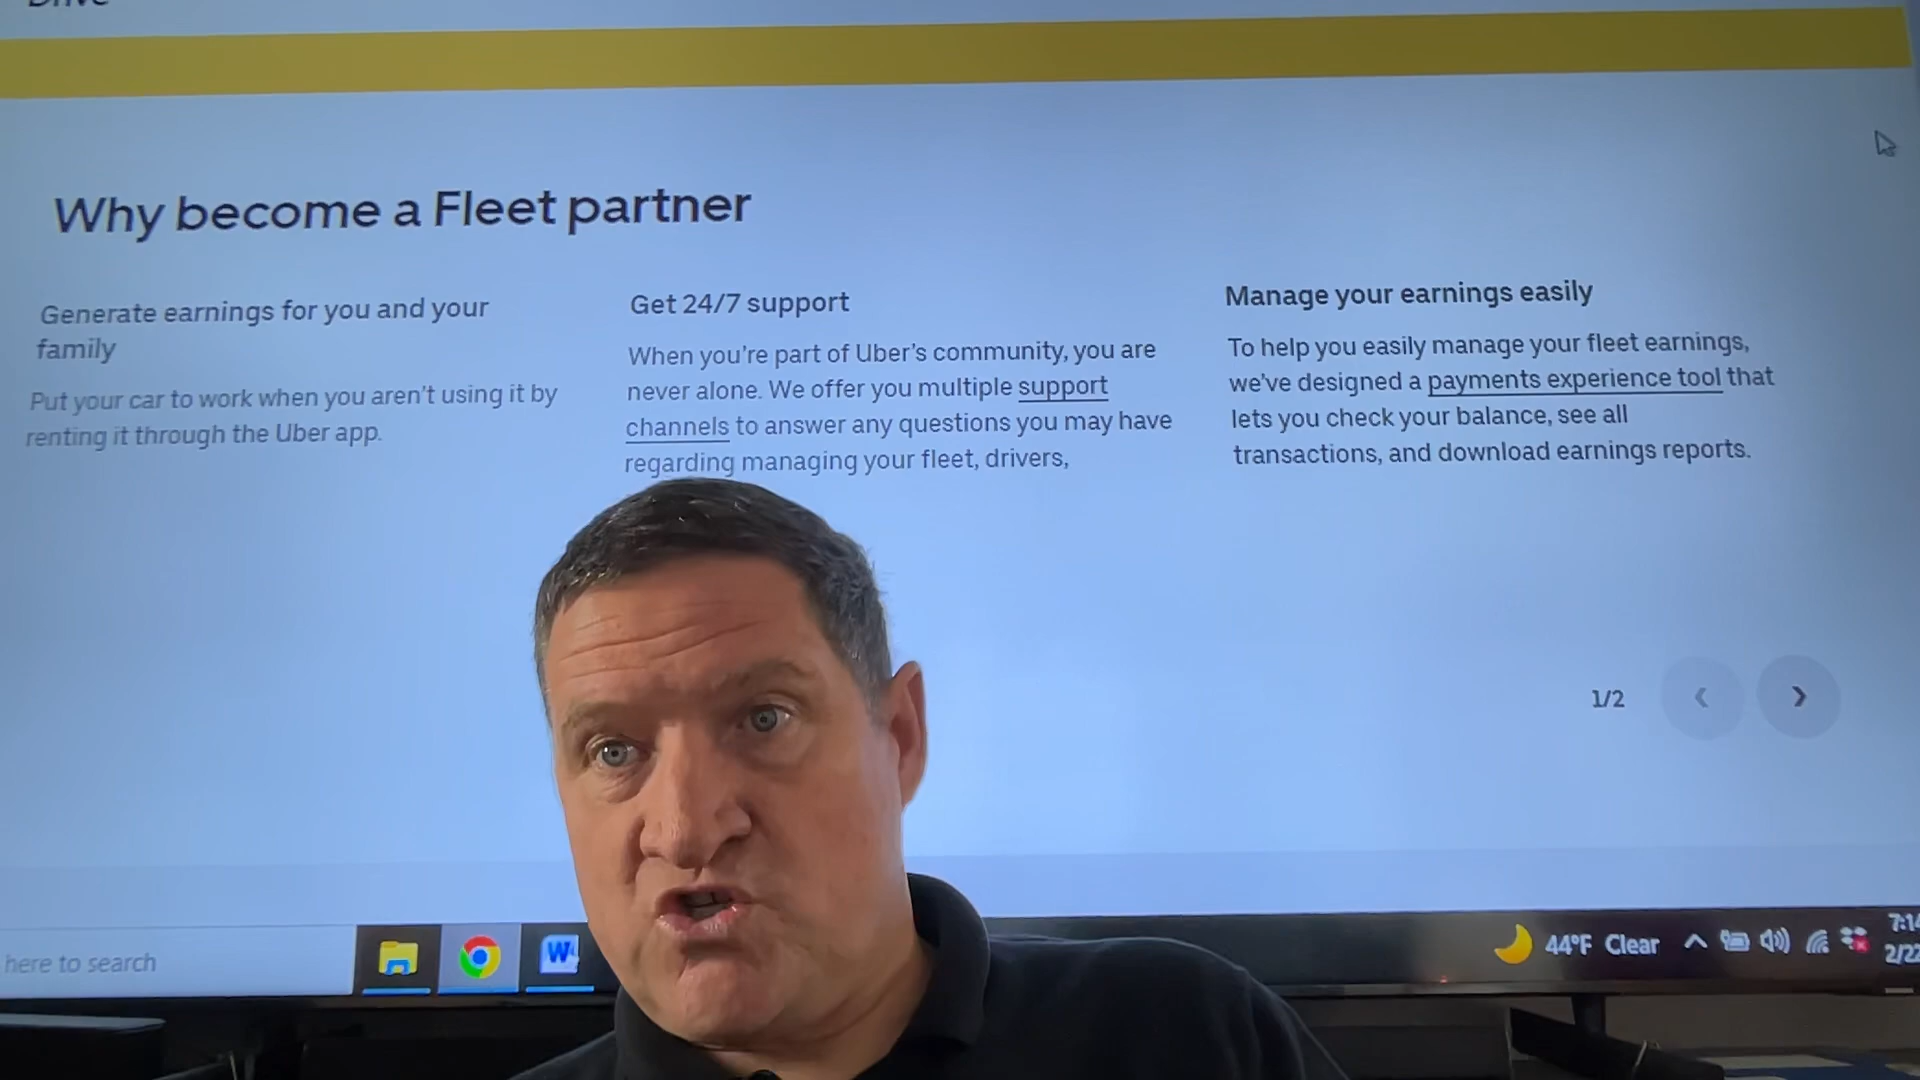 Drive
Why become a Fleet partner
Generate earnings for you and your
family
Put your car to work when you aren't using it by
renting it through the Uber app.
Get 24/7 support
When you're part of Uber's community, you are
never alone. We offer you multiple support
channels to answer any questions you may have
regarding managing your fleet, drivers,
Manage your earnings easily
To help you easily manage your fleet earnings,
we've designed a payments experience tool that
lets you check your balance, see all
transactions, and download earnings reports.
1/2
here to search
W
44°F Clear
7:14
2/22